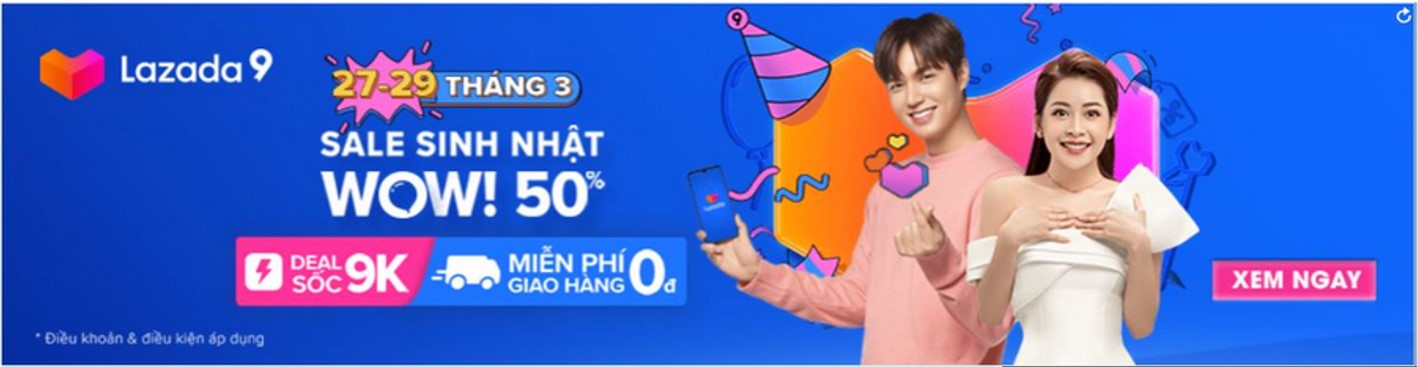 Lazada 9
27-29 THÁNG 3
SALE SINH NHẬT
WOW! 50%
DEAL
SỐC 9K
MIỄN PHÍ
GIAO HÀNG 0đ
9
XEM NGAY
* Điều khoản & điều kiện áp dụng